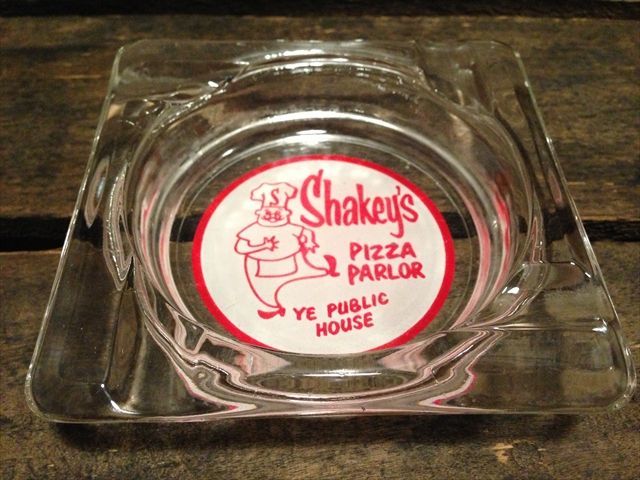 S
Shakey's
PIZZA
PARLOR
YE PUBLIC
HOUSE